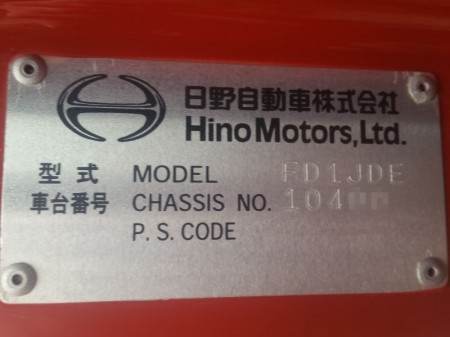 日野自動車株式会社
Hino Motors, Ltd.
型式 MODEL FD1JDE
車台番号 CHASSIS NO. 104
P. S. CODE